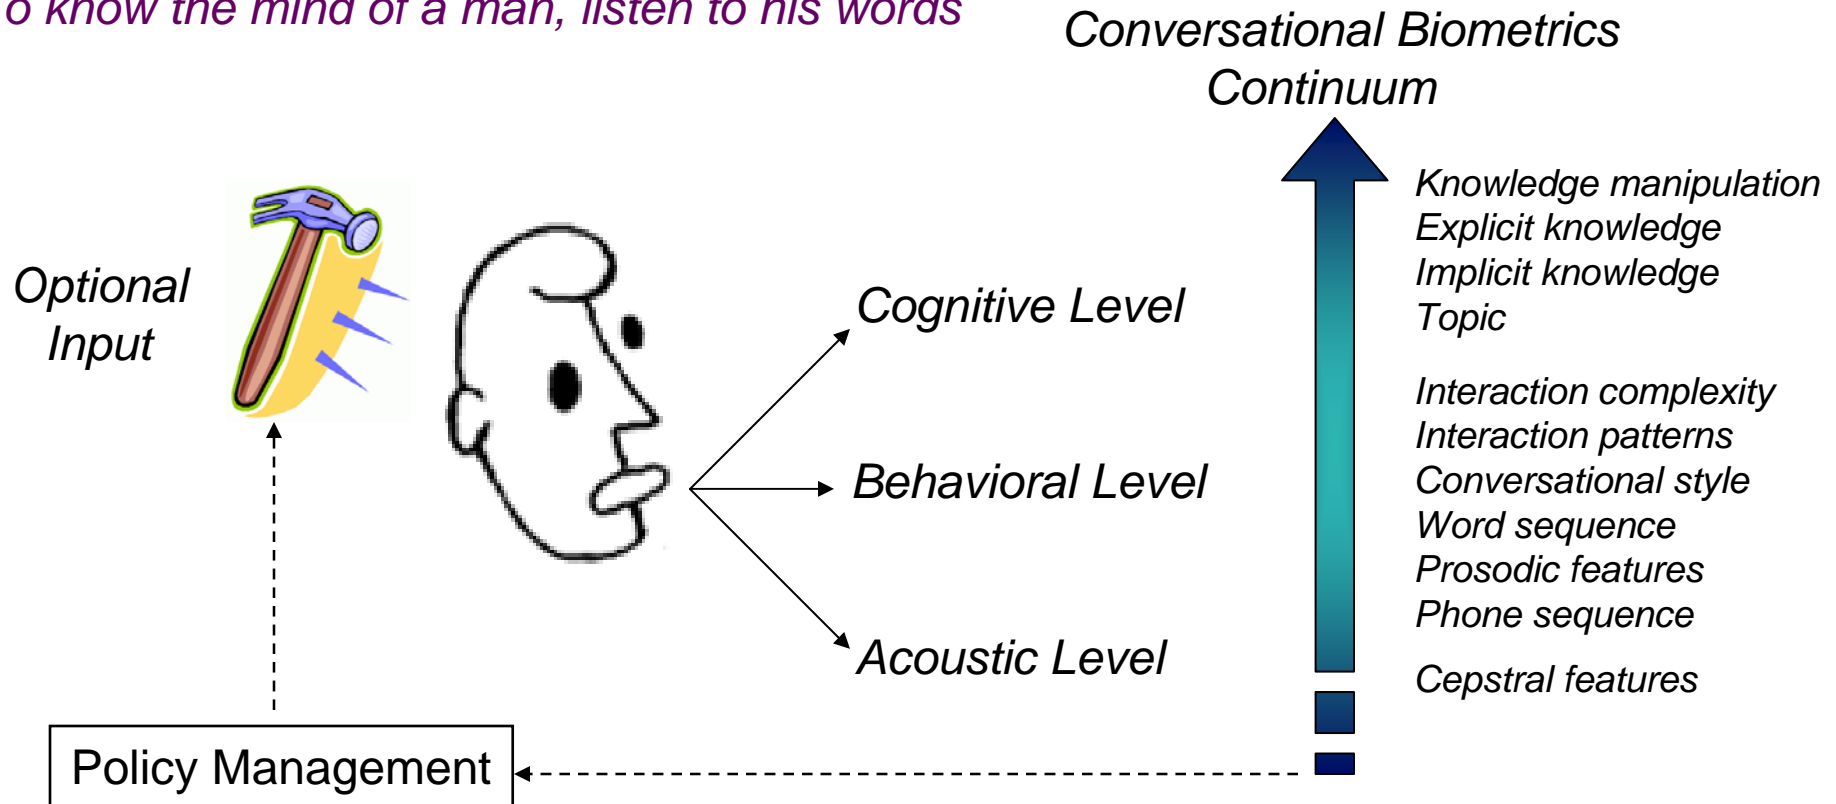 o know the mind of a man, listen to his words
Conversational Biometrics
Continuum
Optional
Input
Cognitive Level
Behavioral Level
Acoustic Level
Knowledge manipulation
Explicit knowledge
Implicit knowledge
Topic
Interaction complexity
Interaction patterns
Conversational style
Word sequence
Prosodic features
Phone sequence
Cepstral features
Policy Management